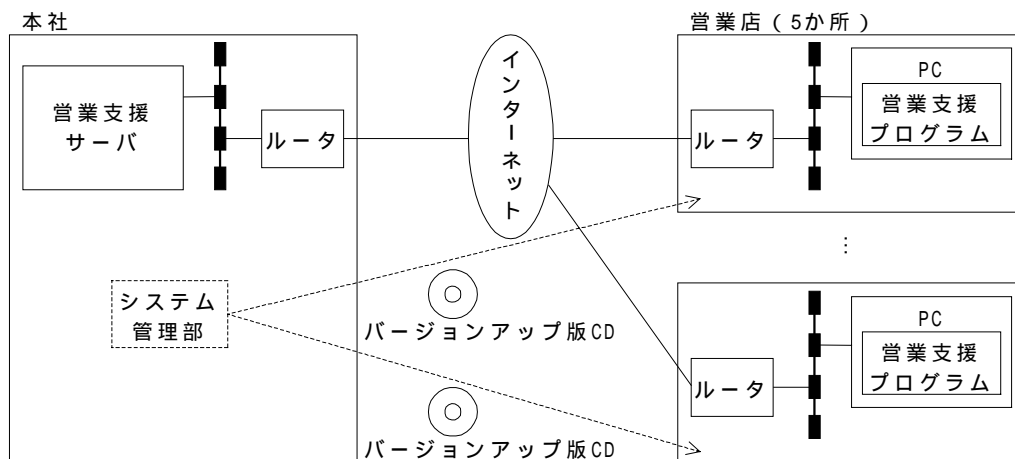 本社
営業支援
サーバ
ルータ
システム
管理部
インターネット
バージョンアップ版CD
バージョンアップ版CD
営業店(5か所)
ルータ
PC
営業支援
プログラム
⋮
ルータ
PC
営業支援
プログラム